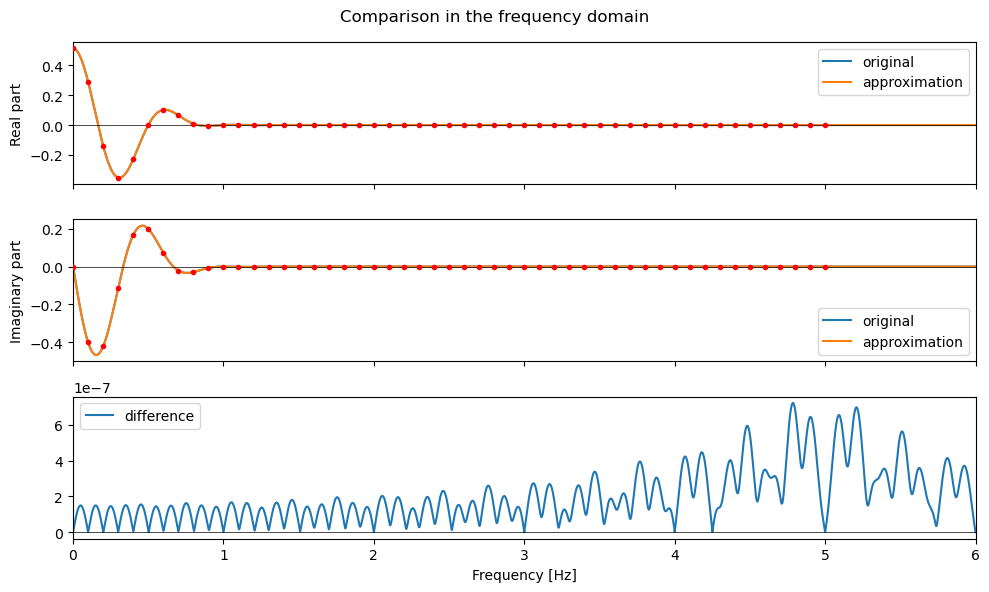 Comparison in the frequency domain
Real part
0.4
0.2
0.0
−0.2
original
approximation
Imaginary part
0.2
0.0
−0.2
−0.4
original
approximation
1e−7
6
4
2
0
difference
0
1
2
3
4
5
6
Frequency [Hz]